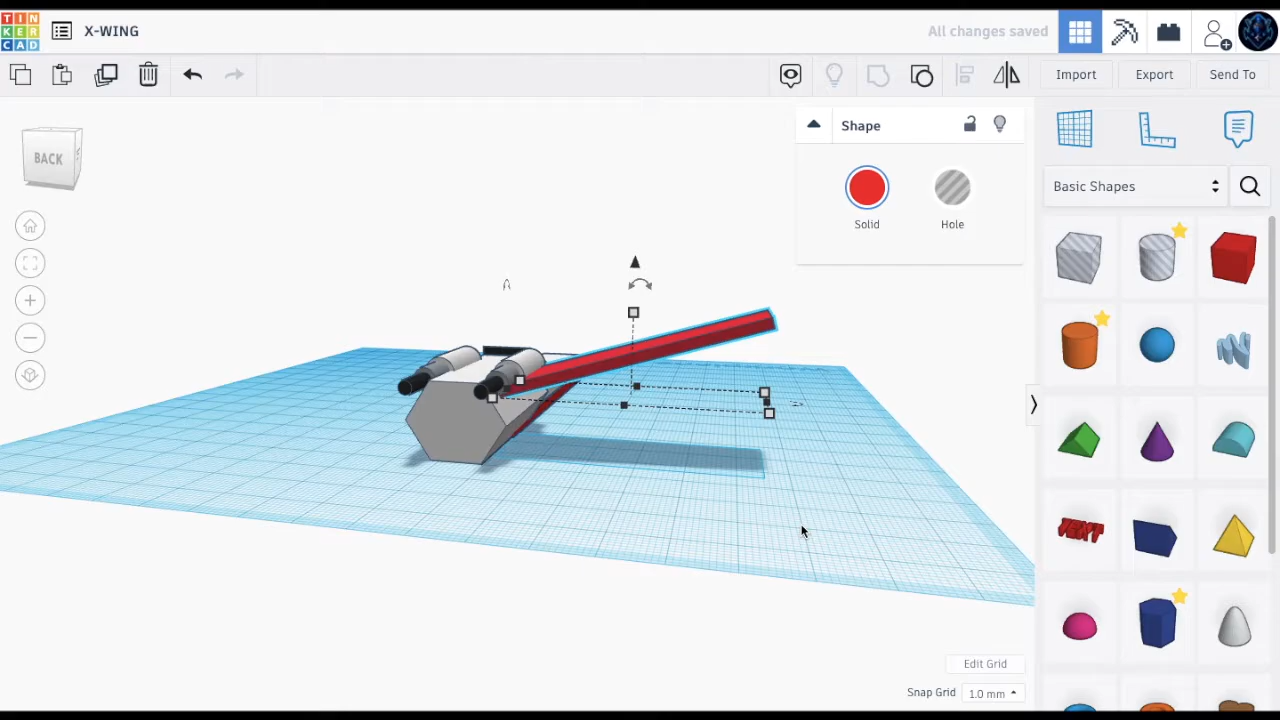 TIN
KER
CAD
X-WING
All changes saved
Import
Export
Send To
BACK
Shape
Solid
Hole
Basic Shapes
TEXT
Edit Grid
Snap Grid
1.0 mm